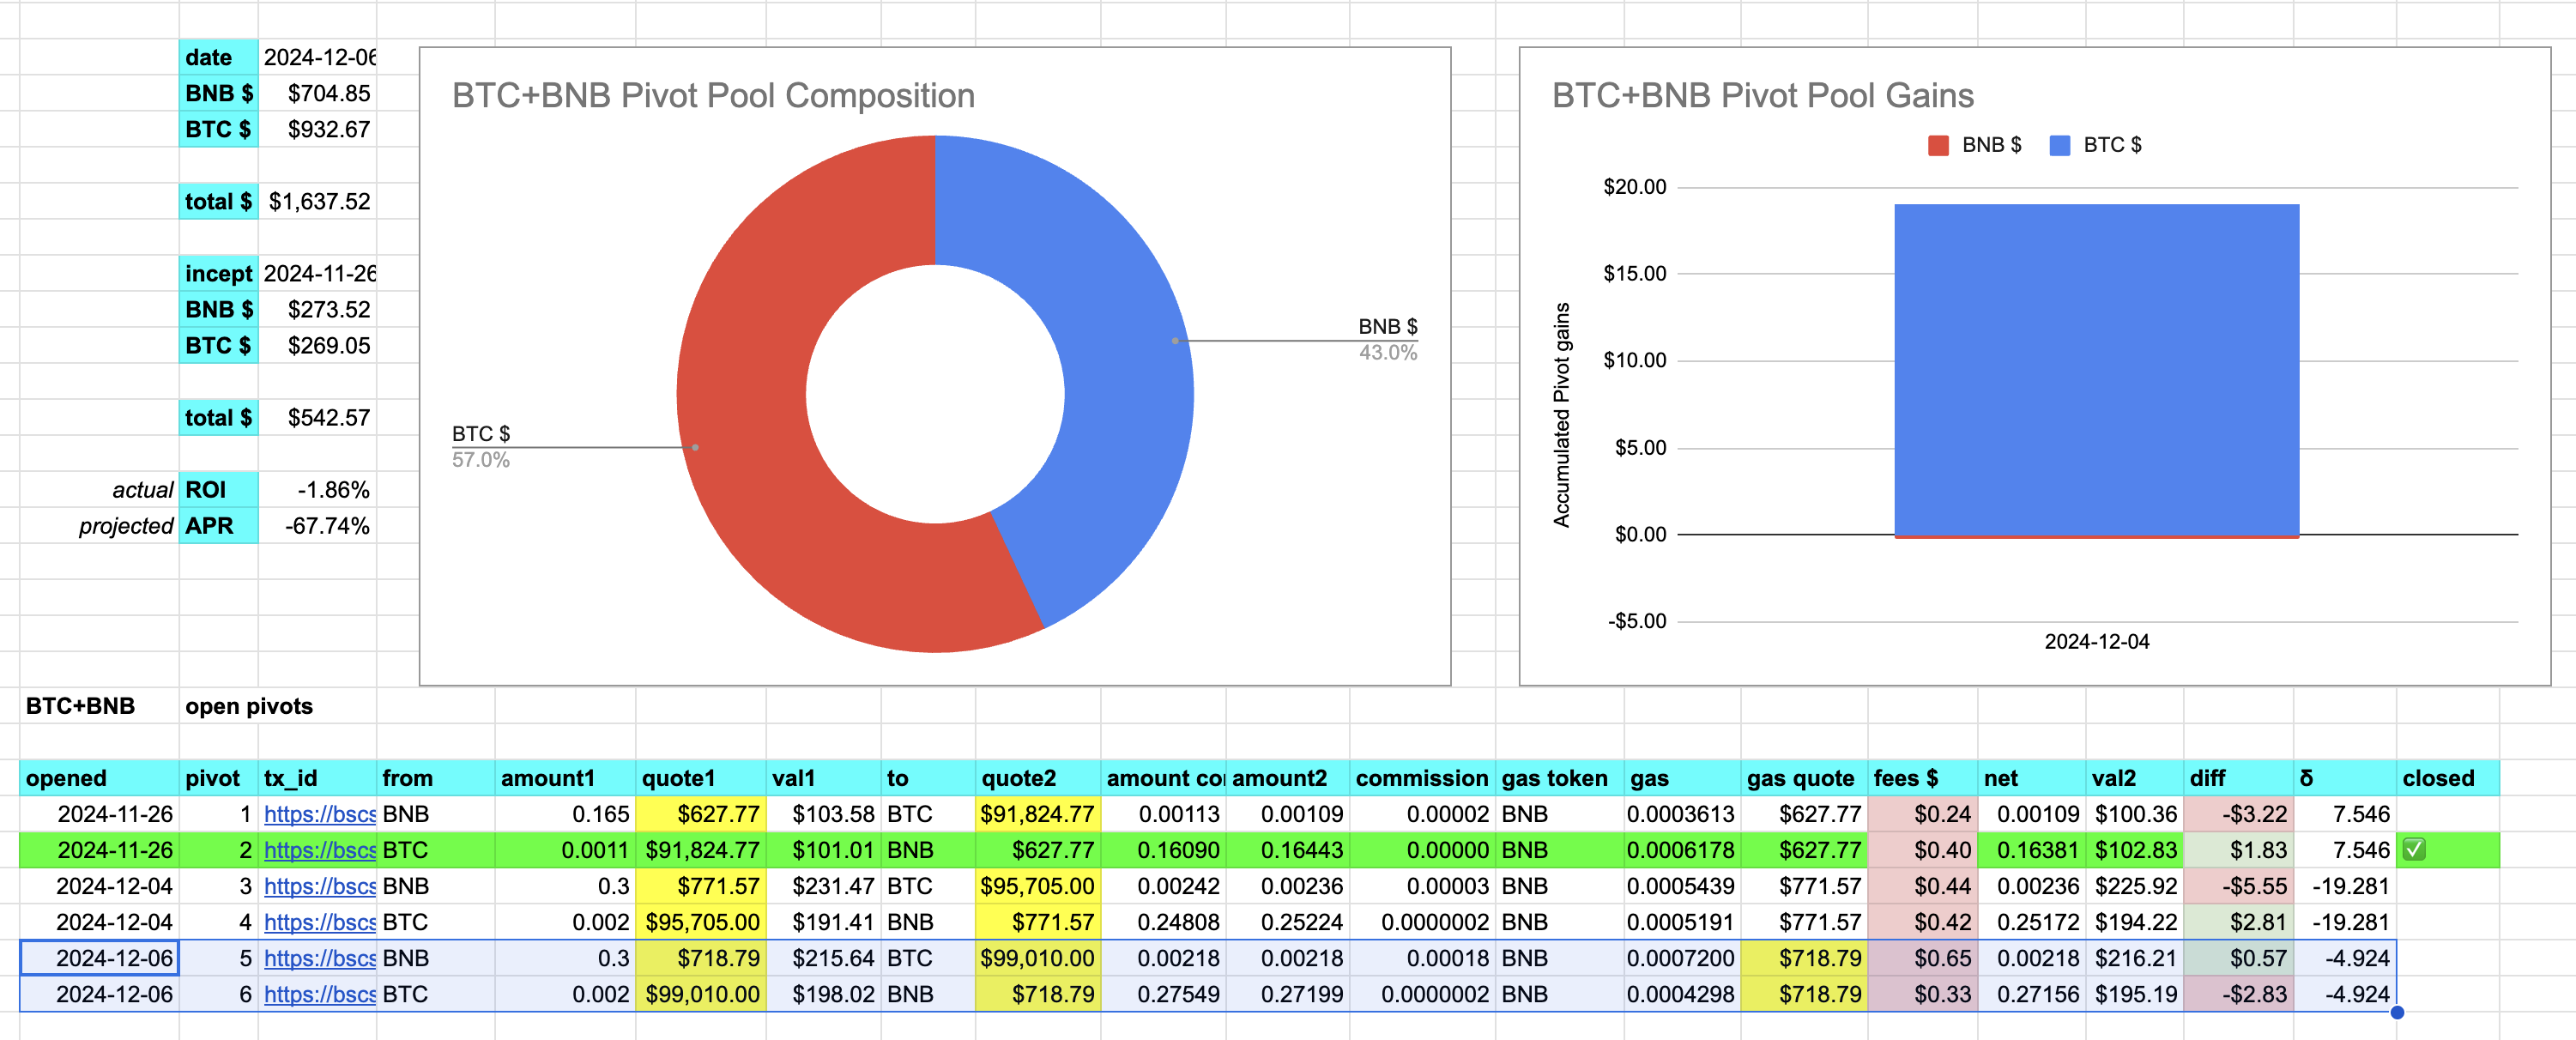 date 2024-12-06
BNB $ $704.85
BTC $ $932.67
total $ $1,637.52
incept 2024-11-26
BNB $ $273.52
BTC $ $269.05
total $ $542.57
actual ROI -1.86%
projected APR -67.74%
BTC+BNB Pivot Pool Composition
BNB $
43.0%
BTC $
57.0%
BTC+BNB Pivot Pool Gains
BNB $ BTC $
Accumulated Pivot gains
$20.00
$15.00
$10.00
$5.00
$0.00
-$5.00
2024-12-04
BTC+BNB open pivots
opened pivot tx_id from amount1 quote1 val1 to quote2 amount co amount2 commission gas token gas gas quote fees $ net val2 diff δ closed
2024-11-26 1 https://bscs BNB 0.165 $627.77 $103.58 BTC $91,824.77 0.00113 0.00109 0.00002 BNB 0.0003613 $627.77 $0.24 0.00109 $100.36 -$3.22 7.546
2024-11-26 2 https://bscs BTC 0.0011 $91,824.77 $101.01 BNB $627.77 0.16090 0.16443 0.00000 BNB 0.0006178 $627.77 $0.40 0.16381 $102.83 $1.83 7.546 ✅
2024-12-04 3 https://bscs BNB 0.3 $771.57 $231.47 BTC $95,705.00 0.00242 0.00236 0.00003 BNB 0.0005439 $771.57 $0.44 0.00236 $225.92 -$5.55 -19.281
2024-12-04 4 https://bscs BTC 0.002 $95,705.00 $191.41 BNB $771.57 0.24808 0.25224 0.0000002 BNB 0.0005191 $771.57 $0.42 0.25172 $194.22 $2.81 -19.281
2024-12-06 5 https://bscs BNB 0.3 $718.79 $215.64 BTC $99,010.00 0.00218 0.00218 0.00018 BNB 0.0007200 $718.79 $0.65 0.00218 $216.21 $0.57 -4.924
2024-12-06 6 https://bscs BTC 0.002 $99,010.00 $198.02 BNB $718.79 0.27549 0.27199 0.0000002 BNB 0.0004298 $718.79 $0.33 0.27156 $195.19 -$2.83 -4.924